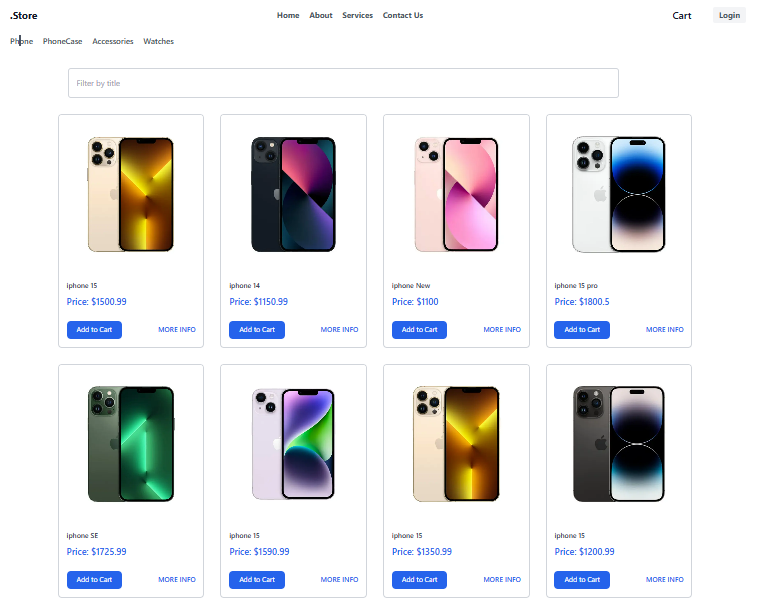 .Store Home About Services Contact Us Cart Login
Phone PhoneCase Accessories Watches
Filter by title
iphone 15 iphone 14 iphone New iphone 15 pro
Price: $1500.99 Price: $1150.99 Price: $1100 Price: $1800.5
Add to Cart MORE INFO Add to Cart MORE INFO Add to Cart MORE INFO Add to Cart MORE INFO
iphone SE iphone 15 iphone 15 iphone 15
Price: $1725.99 Price: $1590.99 Price: $1350.99 Price: $1200.99
Add to Cart MORE INFO Add to Cart MORE INFO Add to Cart MORE INFO Add to Cart MORE INFO